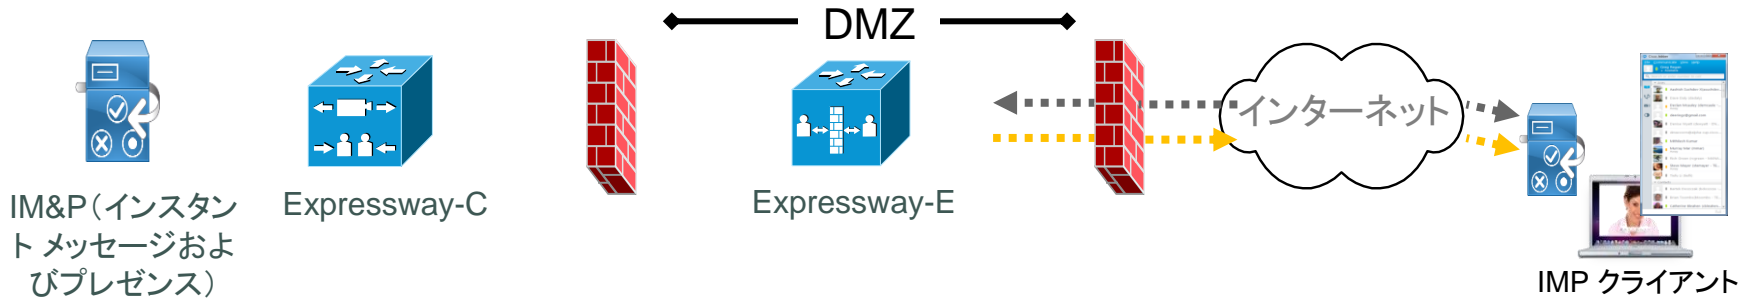 DMZ
インターネット
IM&P（インスタン
ト メッセージおよ
びプレゼンス）
Expressway-C
Expressway-E
IMP クライアント